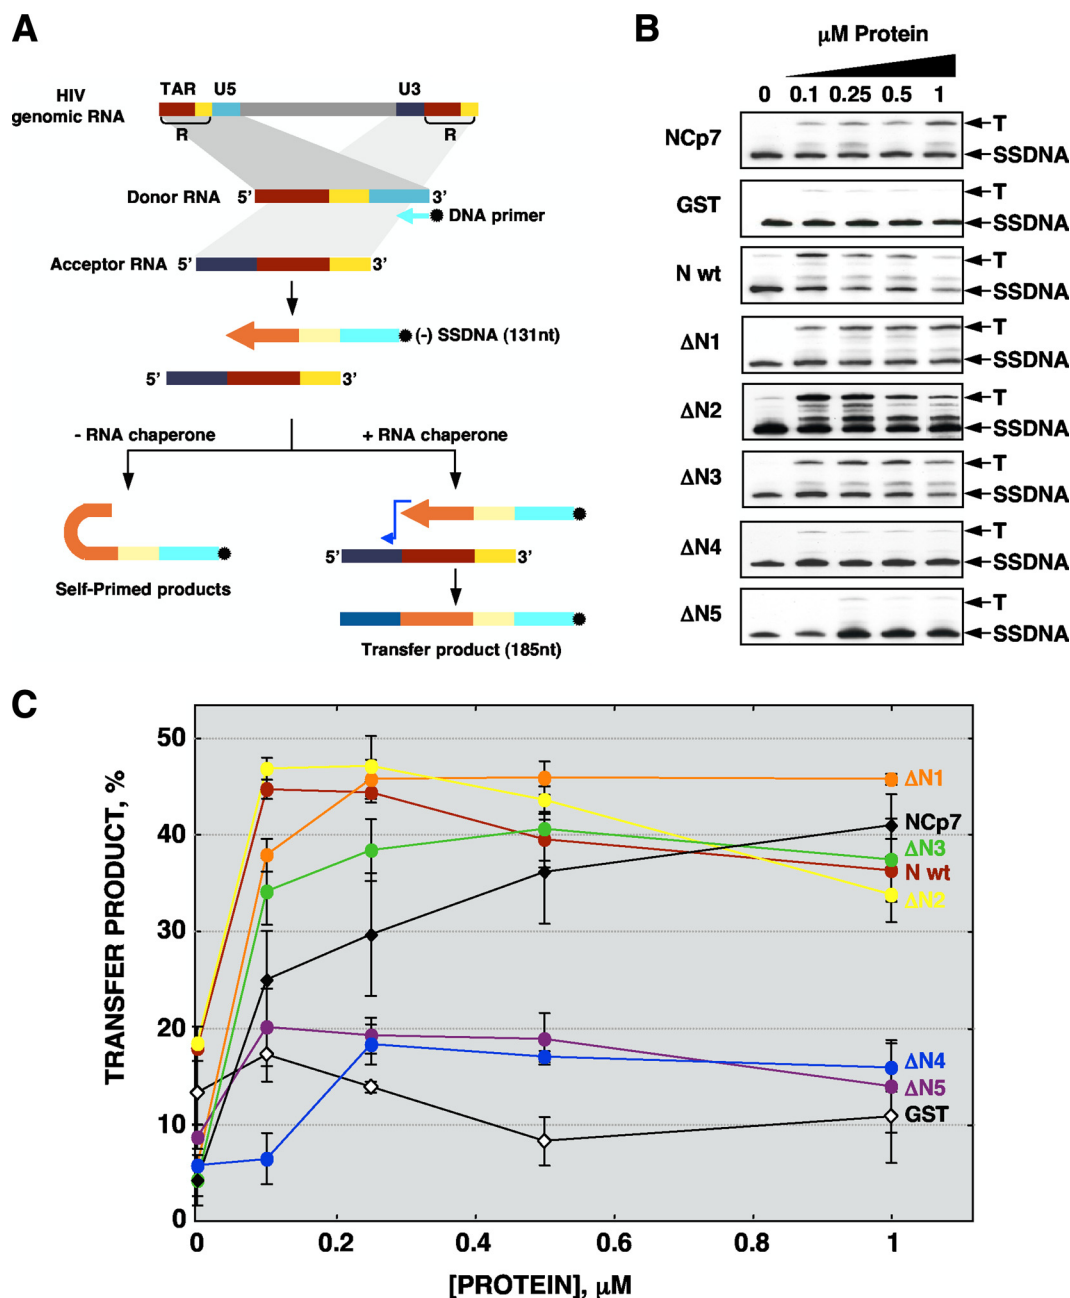 A
HIV
genomic RNA
TAR U5 U3
R R
Donor RNA 5’ 3’
DNA primer
Acceptor RNA 5’ 3’
(-) SSDNA (131nt)
5’ 3’
- RNA chaperone + RNA chaperone
5’ 3’
Self-Primed products
Transfer product (185nt)
B
µM Protein
0 0.1 0.25 0.5 1
NCp7 T
SSDNA
GST T
SSDNA
N wt T
SSDNA
ΔN1 T
SSDNA
ΔN2 T
SSDNA
ΔN3 T
SSDNA
ΔN4 T
SSDNA
ΔN5 T
SSDNA
C
TRANSFER PRODUCT, %
50
40
30
20
10
0
ΔN1
NCp7
ΔN3
N wt
ΔN2
ΔN4
ΔN5
GST
0 0.2 0.4 0.6 0.8 1
[PROTEIN], µM